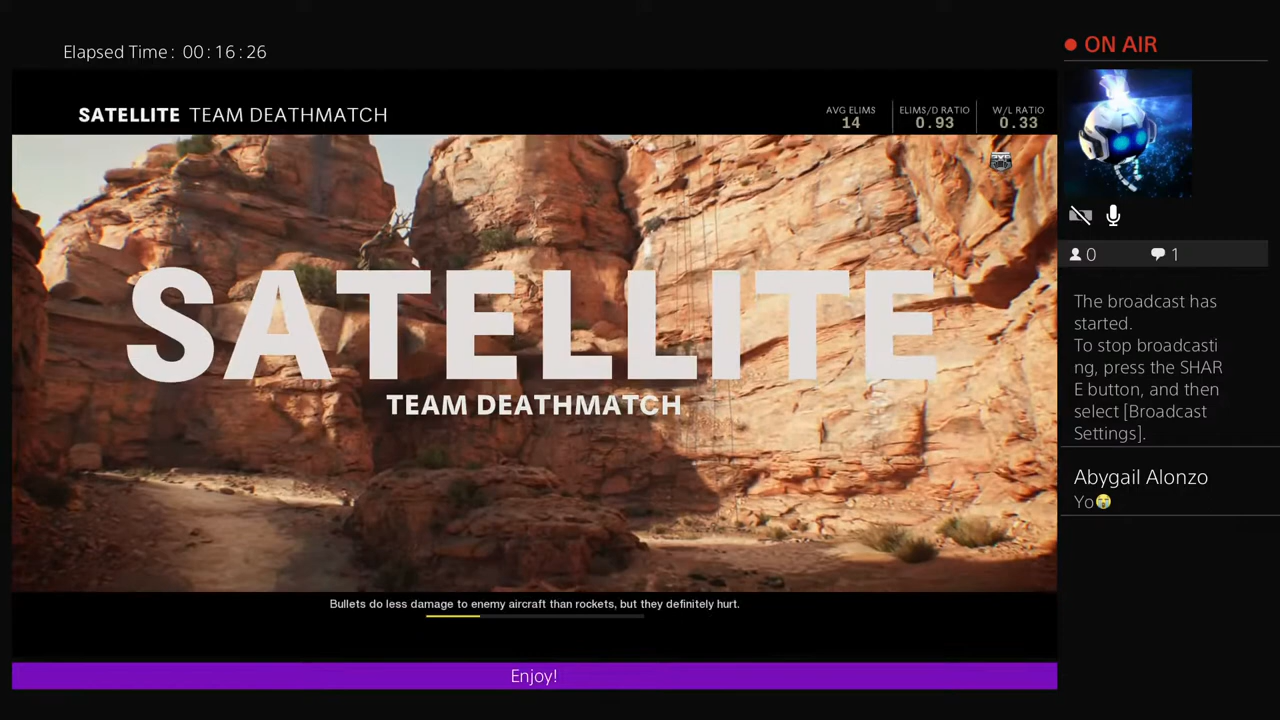 Elapsed Time: 00:16:26
ON AIR
SATELLITE TEAM DEATHMATCH
AVG ELIMS
14
ELIMS/D RATIO
0.93
W/L RATIO
0.33
SATELLITE
TEAM DEATHMATCH
0
1
The broadcast has
started.
To stop broadcasti
ng, press the SHAR
E button, and then
select [Broadcast
Settings].
Abygail Alonzo
Yo😭
Bullets do less damage to enemy aircraft than rockets, but they definitely hurt.
Enjoy!